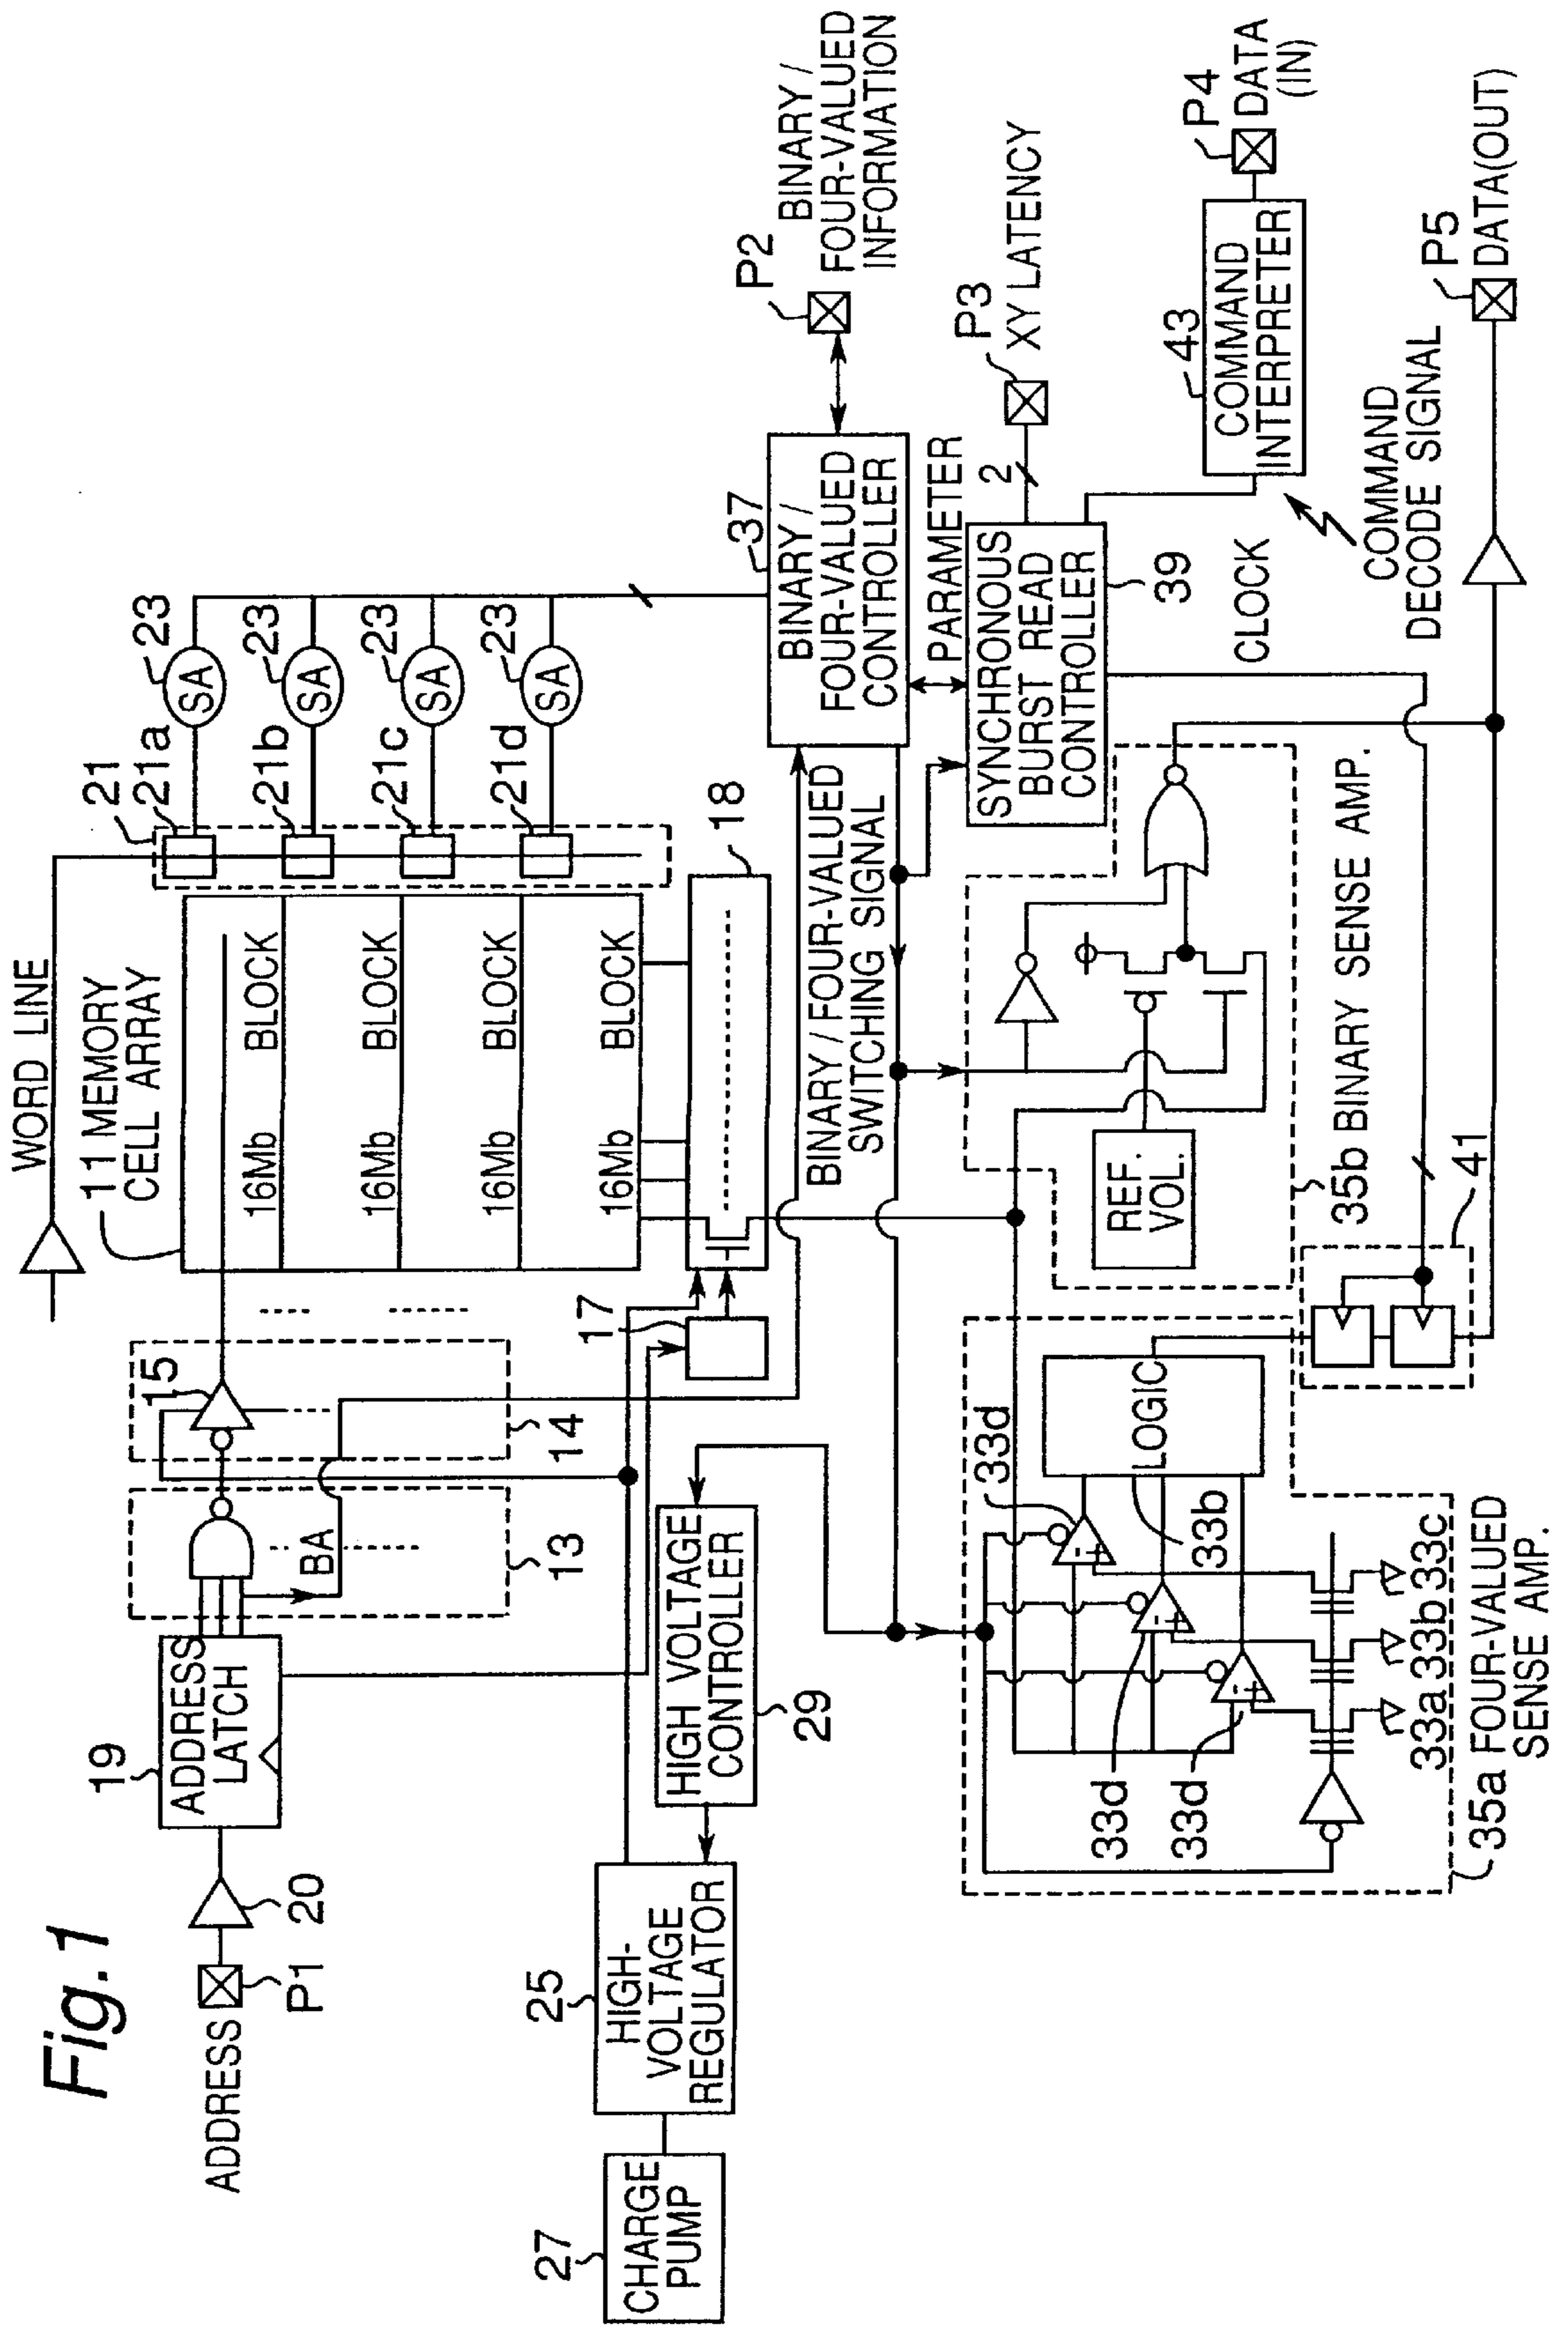 Fig.1
WORD LINE
11 MEMORY
CELL ARRAY
16Mb BLOCK
16Mb BLOCK
16Mb BLOCK
16Mb BLOCK
21
21a
21b
21c
21d
SA
SA
SA
SA
23
23
23
23
ADDRESS
P1
20
19
ADDRESS
LATCH
BA
13
14
15
17
18
27
CHARGE
PUMP
25
HIGH-
VOLTAGE
REGULATOR
HIGH VOLTAGE
CONTROLLER
29
BINARY/FOUR-VALUED
SWITCHING SIGNAL
37
BINARY /
FOUR-VALUED
CONTROLLER
P2
BINARY /
FOUR-VALUED
INFORMATION
PARAMETER
SYNCHRONOUS
BURST READ
CONTROLLER
39
2
P3
XY LATENCY
43
COMMAND
INTERPRETER
P4
DATA
(IN)
CLOCK
COMMAND
DECODE SIGNAL
P5
DATA(OUT)
REF.
VOL.
35b BINARY SENSE AMP.
41
LOGIC
33d
33b
33d
33d
33a 33b 33c
35a FOUR-VALUED
SENSE AMP.